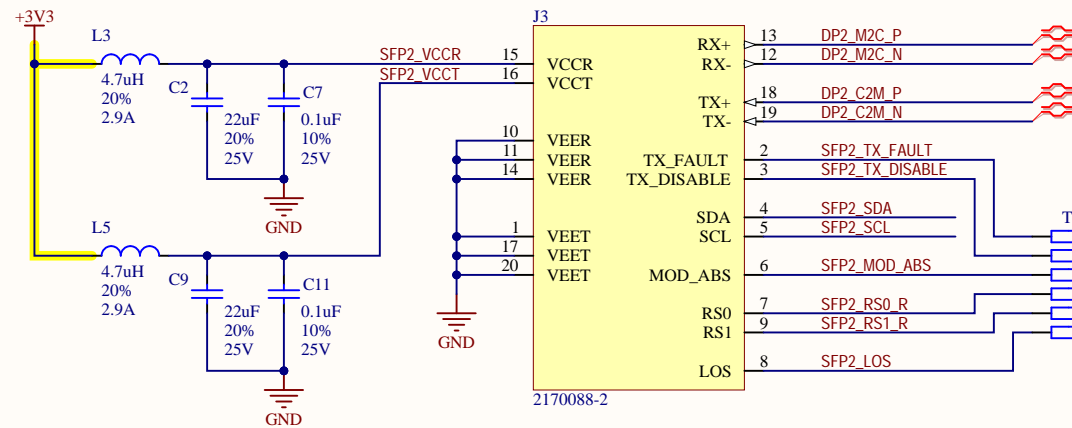 +3V3
L3
4.7uH
20%
2.9A
C2
22uF
20%
25V
C7
0.1uF
10%
25V
GND
L5
4.7uH
20%
2.9A
C9
22uF
20%
25V
C11
0.1uF
10%
25V
GND
SFP2_VCCR
SFP2_VCCT
GND
J3
15 VCCR
16 VCCT
10 VEER
11 VEER
14 VEER
1 VEET
17 VEET
20 VEET
RX+ 13 DP2_M2C_P
RX- 12 DP2_M2C_N
TX+ 18 DP2_C2M_P
TX- 19 DP2_C2M_N
TX_FAULT 2 SFP2_TX_FAULT
TX_DISABLE 3 SFP2_TX_DISABLE
SDA 4 SFP2_SDA
SCL 5 SFP2_SCL
MOD_ABS 6 SFP2_MOD_ABS
RS0 7 SFP2_RS0_R
RS1 9 SFP2_RS1_R
LOS 8 SFP2_LOS
2170088-2
T